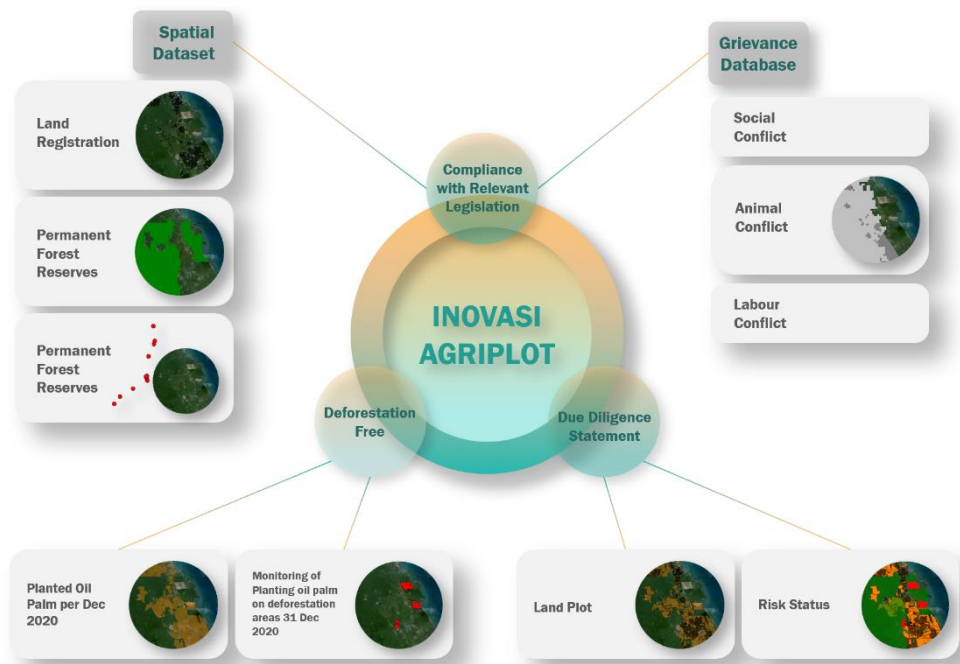 Spatial
Dataset
Land
Registration
Permanent
Forest
Reserves
Permanent
Forest
Reserves
Grievance
Database
Social
Conflict
Animal
Conflict
Labour
Conflict
Compliance
with Relevant
Legislation
INOVASI
AGRIPLOT
Deforestation
Free
Due Diligence
Statement
Planted Oil
Palm per Dec
2020
Monitoring of
Planting oil palm
on deforestation
areas 31 Dec
2020
Land Plot
Risk Status